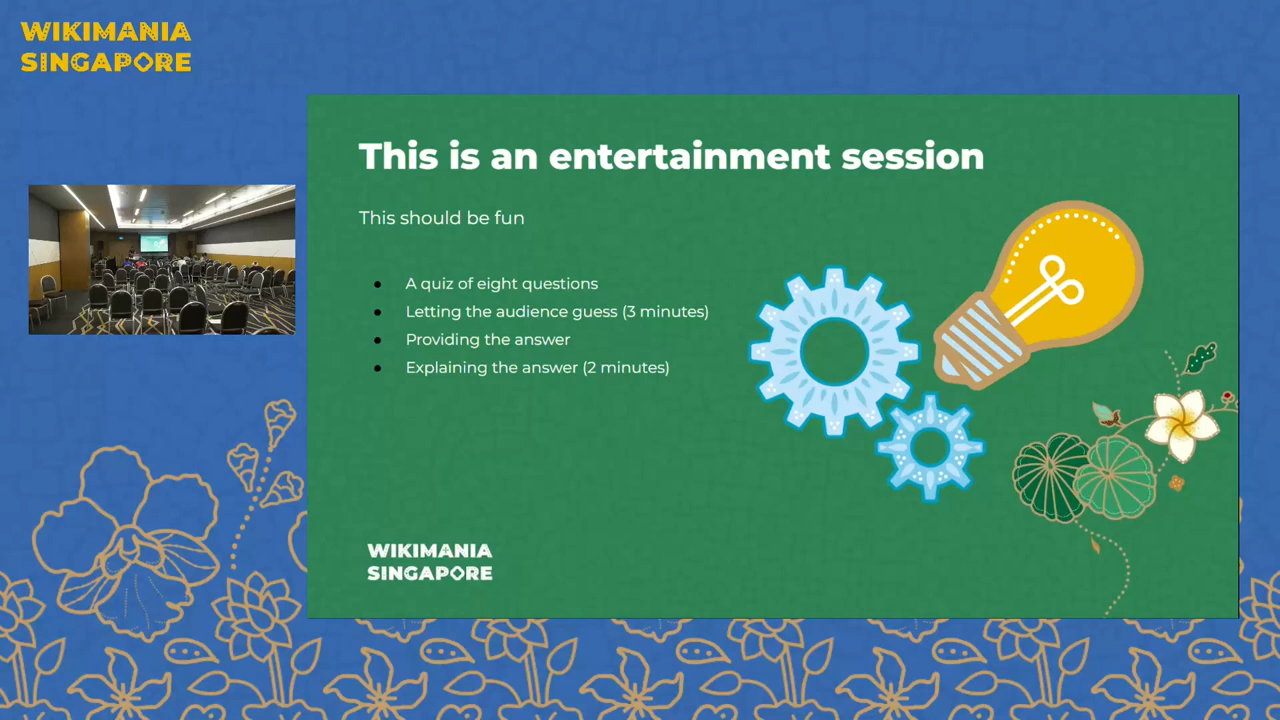 WIKIMANIA
SINGAPORE
This is an entertainment session
This should be fun
● A quiz of eight questions
● Letting the audience guess (3 minutes)
● Providing the answer
● Explaining the answer (2 minutes)
WIKIMANIA
SINGAPORE